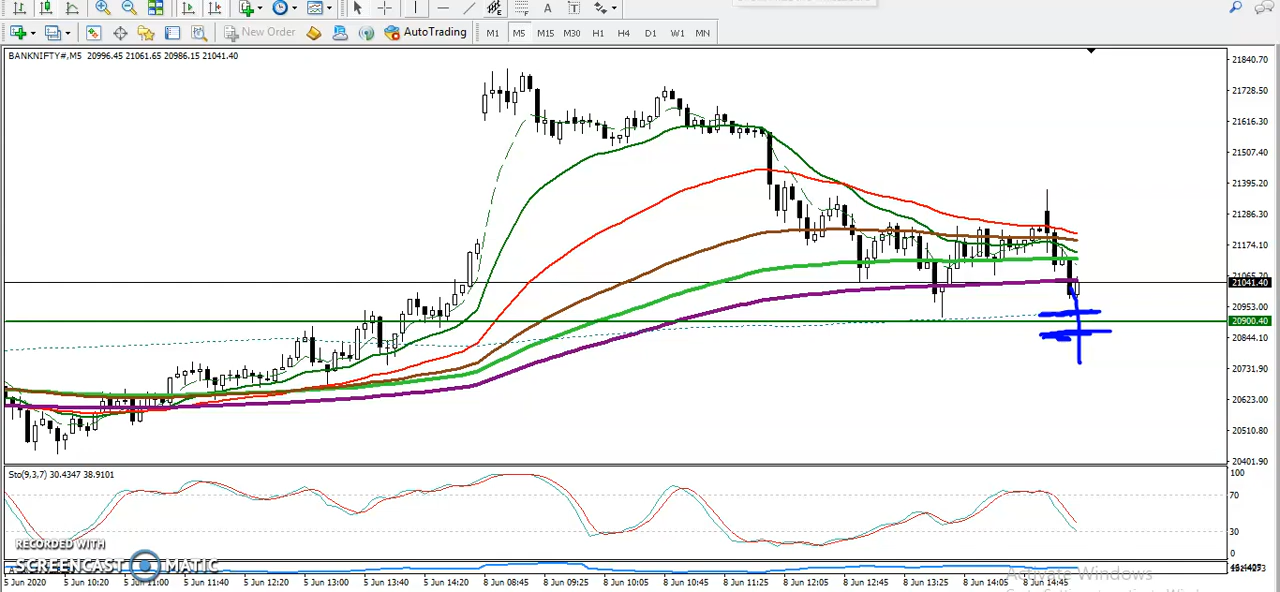 New Order AutoTrading M1 M5 M15 M30 H1 H4 D1 W1 MN
BANKNIFTY#,M5 20996.45 21061.65 20986.15 21041.40
21840.70
21728.50
21616.30
21507.40
21395.20
21286.30
21174.10
21041.40
20953.00
20900.40
20844.10
20731.90
20623.00
20510.80
20401.90
Sto(9,3,7) 30.4347 38.9101
100
70
30
0
RECORDED WITH
SCREENCAST MATIC
5 Jun 2020 5 Jun 10:20 5 Jun 11:00 5 Jun 11:40 5 Jun 12:20 5 Jun 13:00 5 Jun 13:40 5 Jun 14:20 8 Jun 08:45 8 Jun 09:25 8 Jun 10:05 8 Jun 10:45 8 Jun 11:25 8 Jun 12:05 8 Jun 12:45 8 Jun 13:25 8 Jun 14:05 8 Jun 14:45
Activate Windows